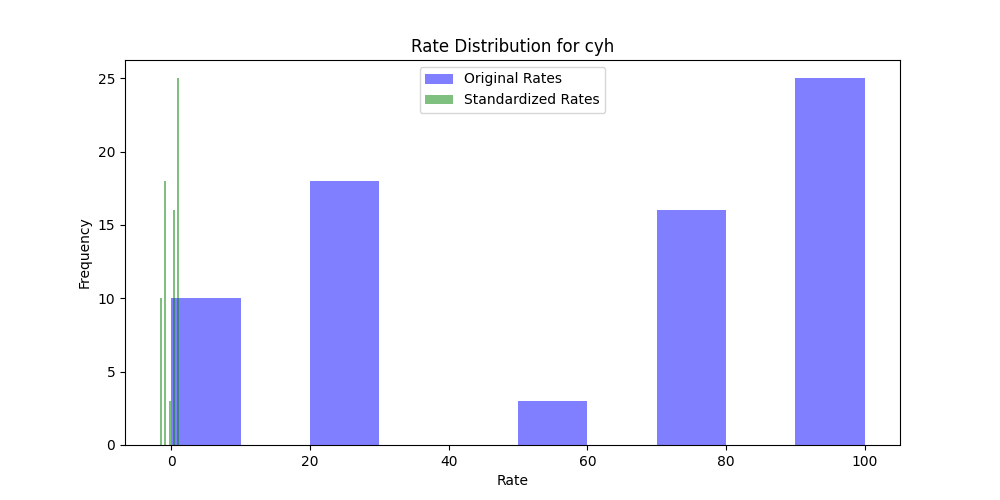 Rate Distribution for cyh
Original Rates
Standardized Rates
Frequency
25
20
15
10
5
0
0 20 40 60 80 100
Rate